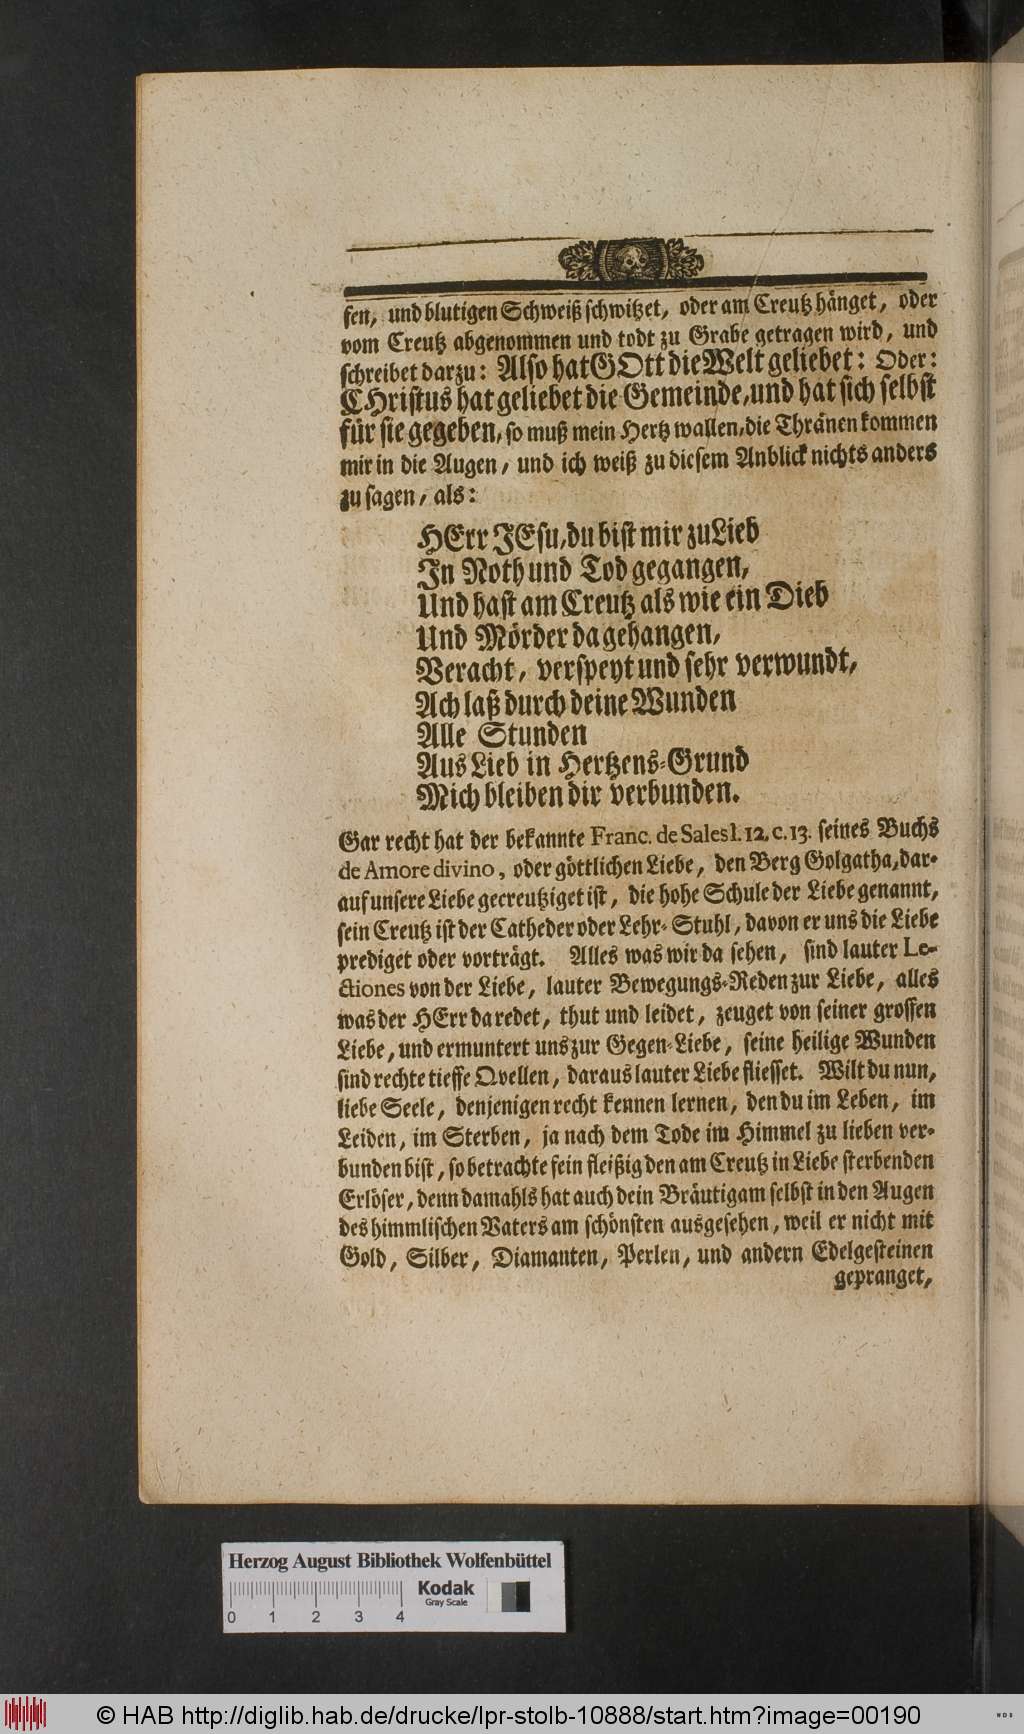 sen, und blutigen Schweiß schwitzet, oder am Creutz hänget, oder
vom Creutz abgenommen und todt zu Grabe getragen wird, und
schreibet darzu: Also hat GOtt die Welt geliebet: Oder:
CHristus hat geliebet die Gemeinde, und hat sich selbst
für sie gegeben, so muß mein Hertz wallen, die Thränen kommen
mir in die Augen, und ich weiß zu diesem Anblick nichts anders
zu sagen, als:
HErr JEsu, du bist mir zu Lieb
In Noth und Tod gegangen,
Und hast am Creutz als wie ein Dieb
Und Mörder da gehangen,
Veracht, verspeyt und sehr verwundt,
Ach laß durch deine Wunden
Alle Stunden
Aus Lieb in Hertzens-Grund
Mich bleiben dir verbunden.
Gar recht hat der bekannte Franc. de Sales l. 12. c. 13. seines Buchs
de Amore divino, oder göttlichen Liebe, den Berg Golgatha, dar-
auf unsere Liebe gecreutziget ist, die hohe Schule der Liebe genannt,
sein Creutz ist der Catheder oder Lehr-Stuhl, davon er uns die Liebe
prediget oder vorträgt. Alles was wir da sehen, sind lauter Le-
ctiones von der Liebe, lauter Bewegungs-Reden zur Liebe, alles
was der HErr da redet, thut und leidet, zeuget von seiner grossen
Liebe, und ermuntert uns zur Gegen-Liebe, seine heilige Wunden
sind rechte tieffe Qvellen, daraus lauter Liebe fliesset. Wilt du nun,
liebe Seele, denjenigen recht kennen lernen, den du im Leben, im
Leiden, im Sterben, ja nach dem Tode im Himmel zu lieben ver-
bunden bist, so betrachte fein fleißig den am Creutz in Liebe sterbenden
Erlöser, denn damahls hat auch dein Bräutigam selbst in den Augen
des himmlischen Vaters am schönsten ausgesehen, weil er nicht mit
Gold, Silber, Diamanten, Perlen, und andern Edelgesteinen
gepranget,
Herzog August Bibliothek Wolfenbüttel
Kodak
Gray Scale
0 1 2 3 4
© HAB http://diglib.hab.de/drucke/lpr-stolb-10888/start.htm?image=00190